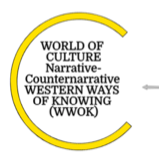 WORLD OF
CULTURE
Narrative-
Counternarrative
WESTERN WAYS
OF KNOWING
(WWOK)